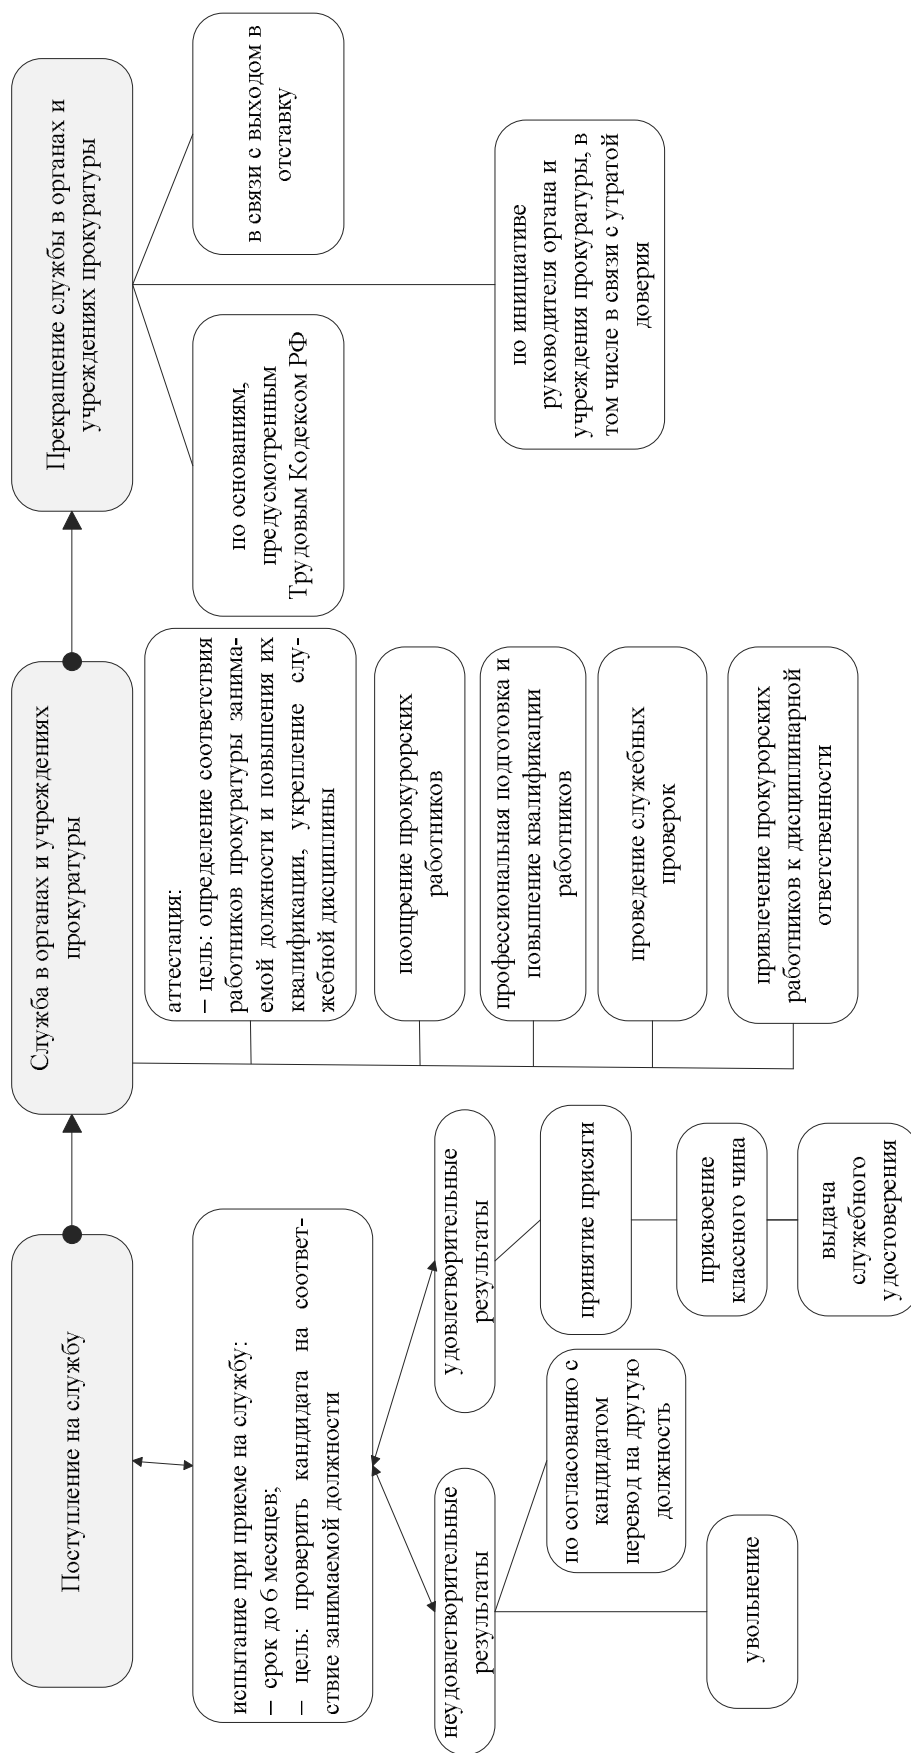 Поступление на службу
испытание при приеме на службу:
– срок до 6 месяцев;
– цель: проверить кандидата на соответ-
ствие занимаемой должности
неудовлетворительные
результаты
увольнение
по согласованию с
кандидатом
перевод на другую
должность
удовлетворительные
результаты
принятие присяги
присвоение
классного чина
выдача
служебного
удостоверения
Служба в органах и учреждениях
прокуратуры
аттестация:
– цель: определение соответствия
работников прокуратуры занима-
емой должности и повышения их
квалификации, укрепление слу-
жебной дисциплины
поощрение прокурорских
работников
профессиональная подготовка и
повышение квалификации
работников
проведение служебных
проверок
привлечение прокурорских
работников к дисциплинарной
ответственности
Прекращение службы в органах и
учреждениях прокуратуры
по основаниям,
предусмотренным
Трудовым Кодексом РФ
по инициативе
руководителя органа и
учреждения прокуратуры, в
том числе в связи с утратой
доверия
в связи с выходом в
отставку